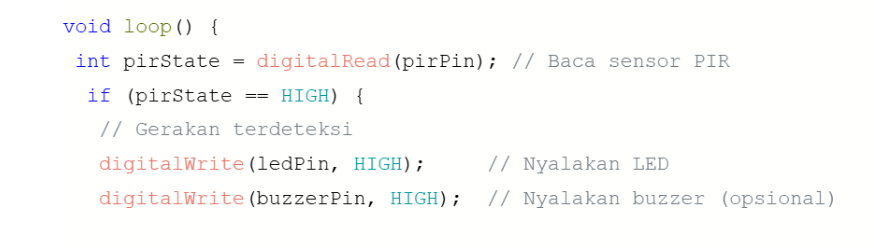 void loop() {
int pirState = digitalRead(pirPin); // Baca sensor PIR
if (pirState == HIGH) {
// Gerakan terdeteksi
digitalWrite(ledPin, HIGH); // Nyalakan LED
digitalWrite(buzzerPin, HIGH); // Nyalakan buzzer (opsional)